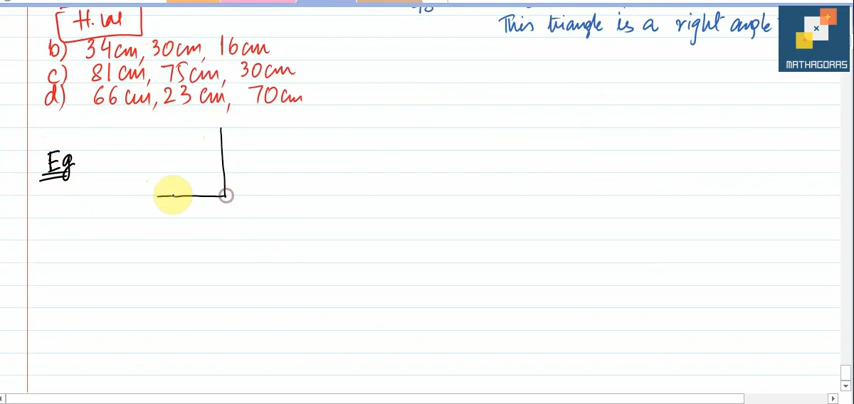 This triangle is a right angle
MATHAGORAS
H.W
b) 34cm, 30cm, 16cm
c) 81cm, 75cm, 30cm
d) 66cm, 23cm, 70cm
Eg